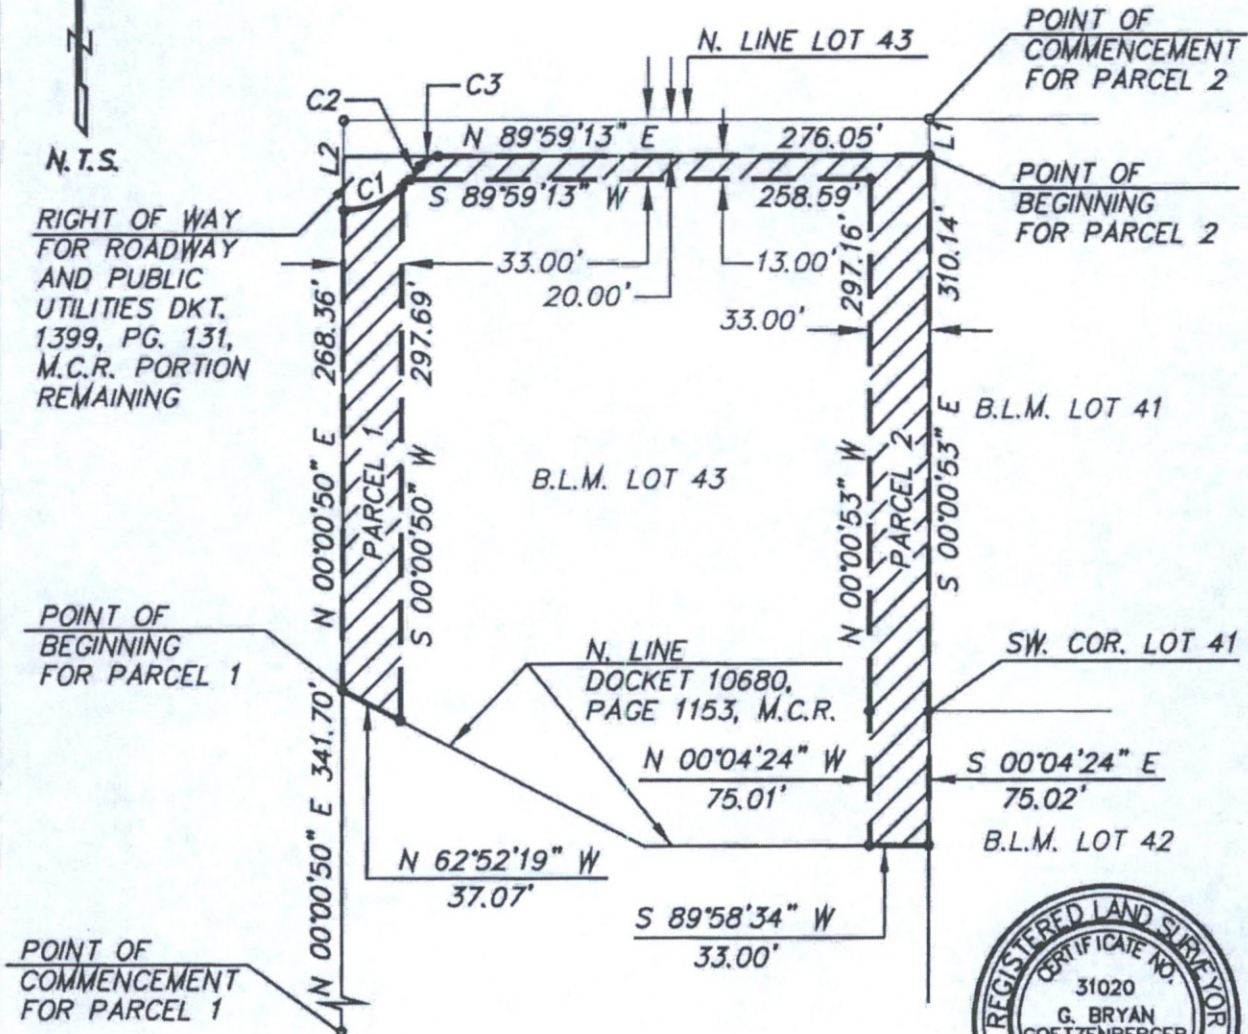 N
N.T.S.
N. LINE LOT 43
POINT OF
COMMENCEMENT
FOR PARCEL 2
C2
C3
L2
N 89°59'13" E
276.05'
L1
C1
S 89°59'13" W
258.59'
POINT OF
BEGINNING
FOR PARCEL 2
RIGHT OF WAY
FOR ROADWAY
AND PUBLIC
UTILITIES DKT.
1399, PG. 131,
M.C.R. PORTION
REMAINING
33.00'
20.00'
13.00'
33.00'
N 00°00'50" E 268.36'
PARCEL 1
S 00°00'50" W 297.69'
B.L.M. LOT 43
N 00°00'53" W 297.16'
PARCEL 2
S 00°00'53" E 310.14'
B.L.M. LOT 41
POINT OF
BEGINNING
FOR PARCEL 1
N. LINE
DOCKET 10680,
PAGE 1153, M.C.R.
SW. COR. LOT 41
N 00°00'50" E 341.70'
N 00°04'24" W
75.01'
S 00°04'24" E
75.02'
B.L.M. LOT 42
N 62°52'19" W
37.07'
S 89°58'34" W
33.00'
POINT OF
COMMENCEMENT
FOR PARCEL 1
REGISTERED LAND SURVEYOR
CERTIFICATE NO.
31020
G. BRYAN
GOETZENBERGER